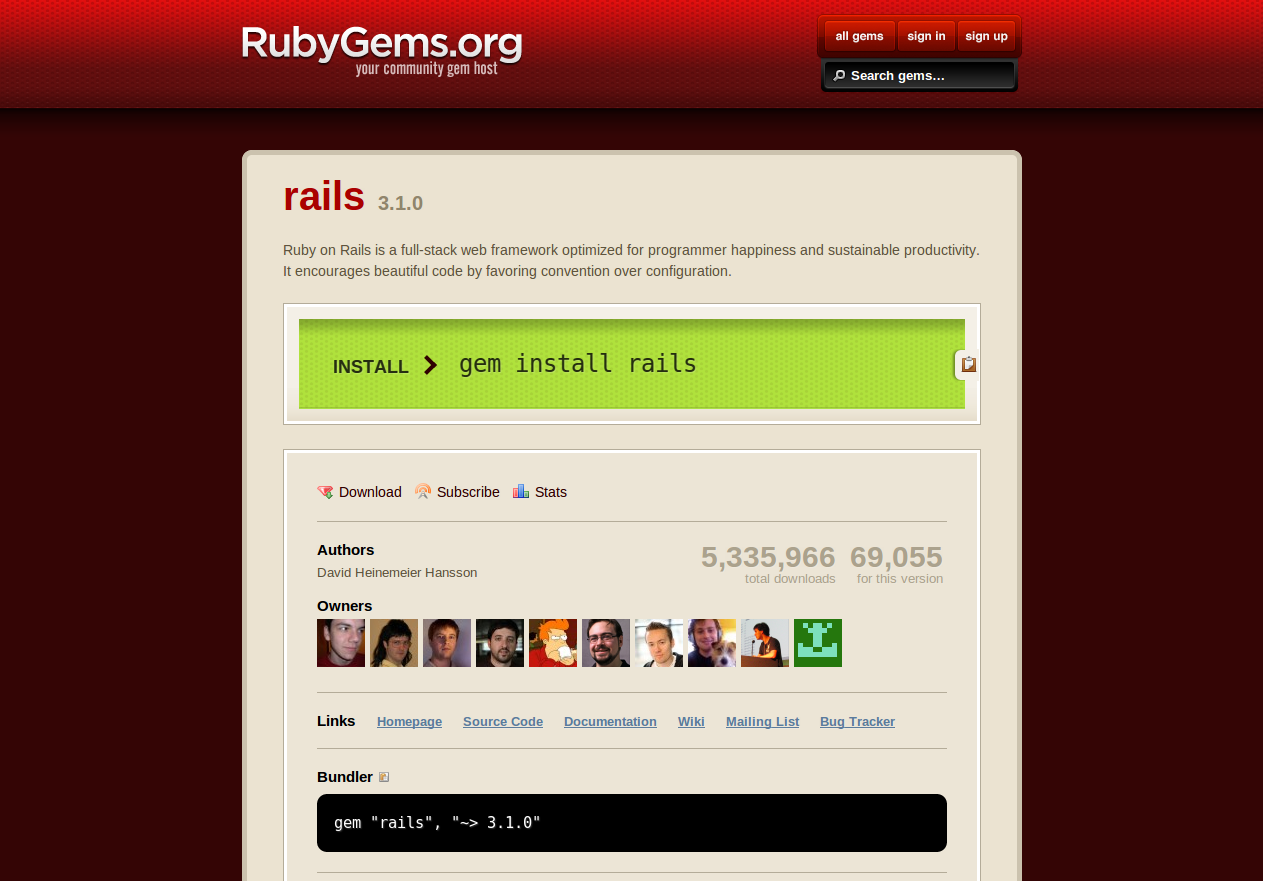 RubyGems.org
your community gem host
all gems sign in sign up
Search gems…
rails 3.1.0
Ruby on Rails is a full-stack web framework optimized for programmer happiness and sustainable productivity.
It encourages beautiful code by favoring convention over configuration.
INSTALL gem install rails
Download Subscribe Stats
Authors
David Heinemeier Hansson
5,335,966 69,055
total downloads for this version
Owners
Links Homepage Source Code Documentation Wiki Mailing List Bug Tracker
Bundler
gem "rails", "~> 3.1.0"